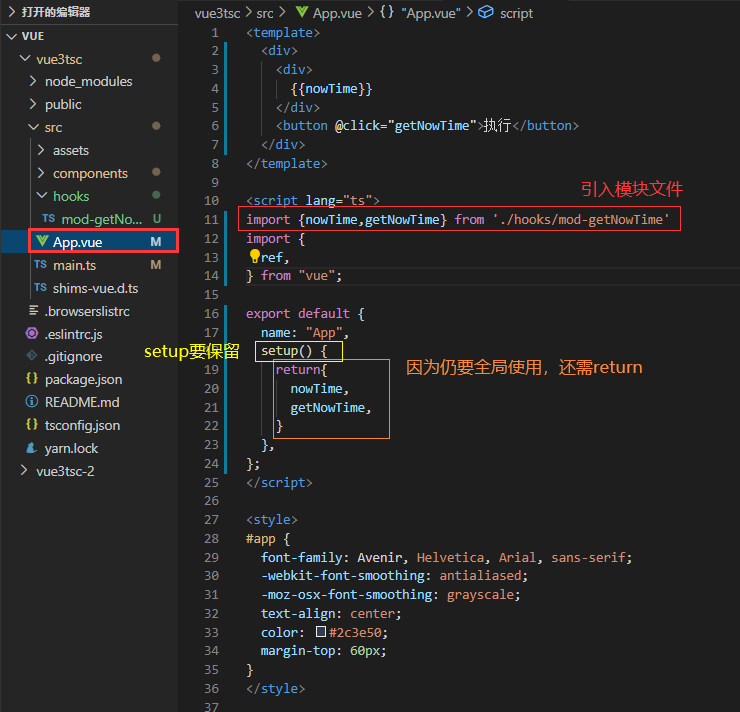 打开的编辑器
VUE
vue3tsc
node_modules
public
src
assets
components
hooks
TS mod-getNo... U
App.vue M
TS main.ts M
TS shims-vue.d.ts
.browserslistrc
.eslintrc.js
.gitignore
package.json
README.md
tsconfig.json
yarn.lock
vue3tsc-2
vue3tsc > src > App.vue > {} "App.vue" > script
1 <template>
2 <div>
3 <div>
4 {{nowTime}}
5 </div>
6 <button @click="getNowTime">执行</button>
7 </div>
8 </template>
9
10 <script lang="ts">
引入模块文件
11 import {nowTime,getNowTime} from './hooks/mod-getNowTime'
12 import {
13 ref,
14 } from "vue";
15
16 export default {
17 name: "App",
setup要保留
setup() {
19 return{
因为仍要全局使用，还需return
20 nowTime,
21 getNowTime,
22 }
23 },
24 };
25 </script>
26
27 <style>
28 #app {
29 font-family: Avenir, Helvetica, Arial, sans-serif;
30 -webkit-font-smoothing: antialiased;
31 -moz-osx-font-smoothing: grayscale;
32 text-align: center;
33 color: #2c3e50;
34 margin-top: 60px;
35 }
36 </style>
37